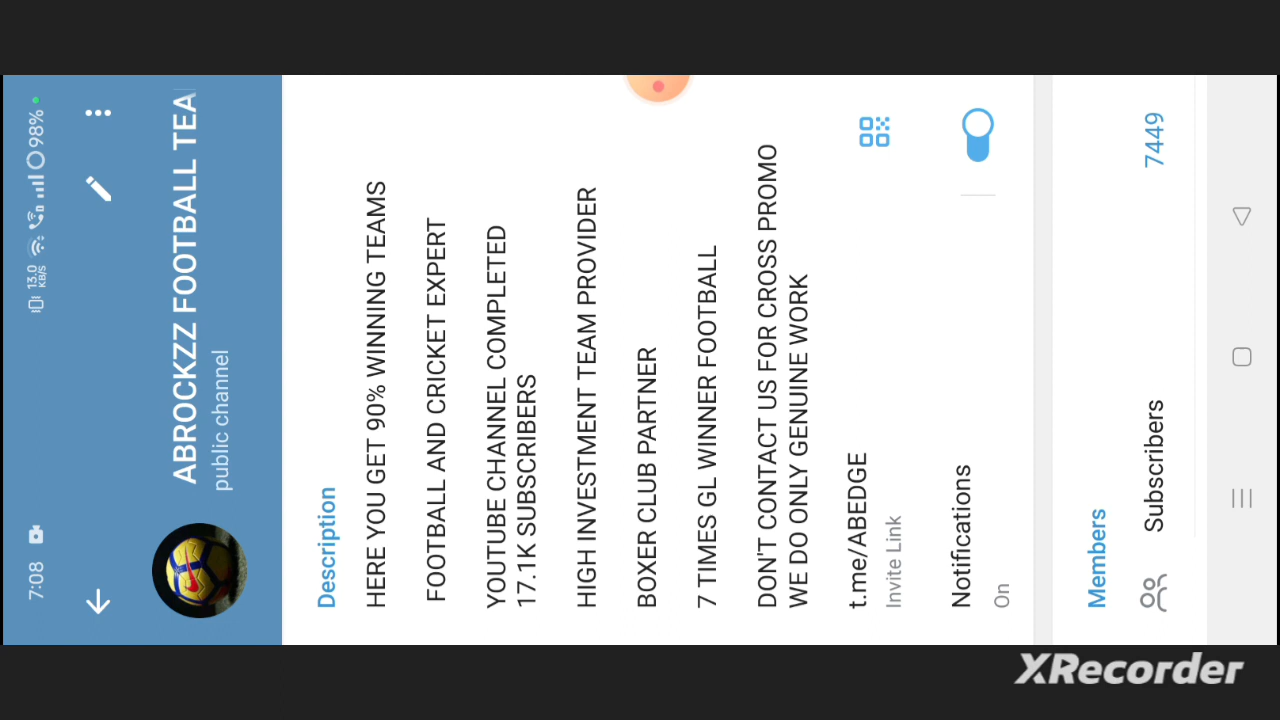 7:08
13.0
KB/S
98%
ABROCKZZ FOOTBALL TEA
public channel
Description
HERE YOU GET 90% WINNING TEAMS
FOOTBALL AND CRICKET EXPERT
YOUTUBE CHANNEL COMPLETED
17.1K SUBSCRIBERS
HIGH INVESTMENT TEAM PROVIDER
BOXER CLUB PARTNER
7 TIMES GL WINNER FOOTBALL
DON'T CONTACT US FOR CROSS PROMO
WE DO ONLY GENUINE WORK
t.me/ABEDGE
Invite Link
Notifications
On
Members
Subscribers
7449
XRecorder